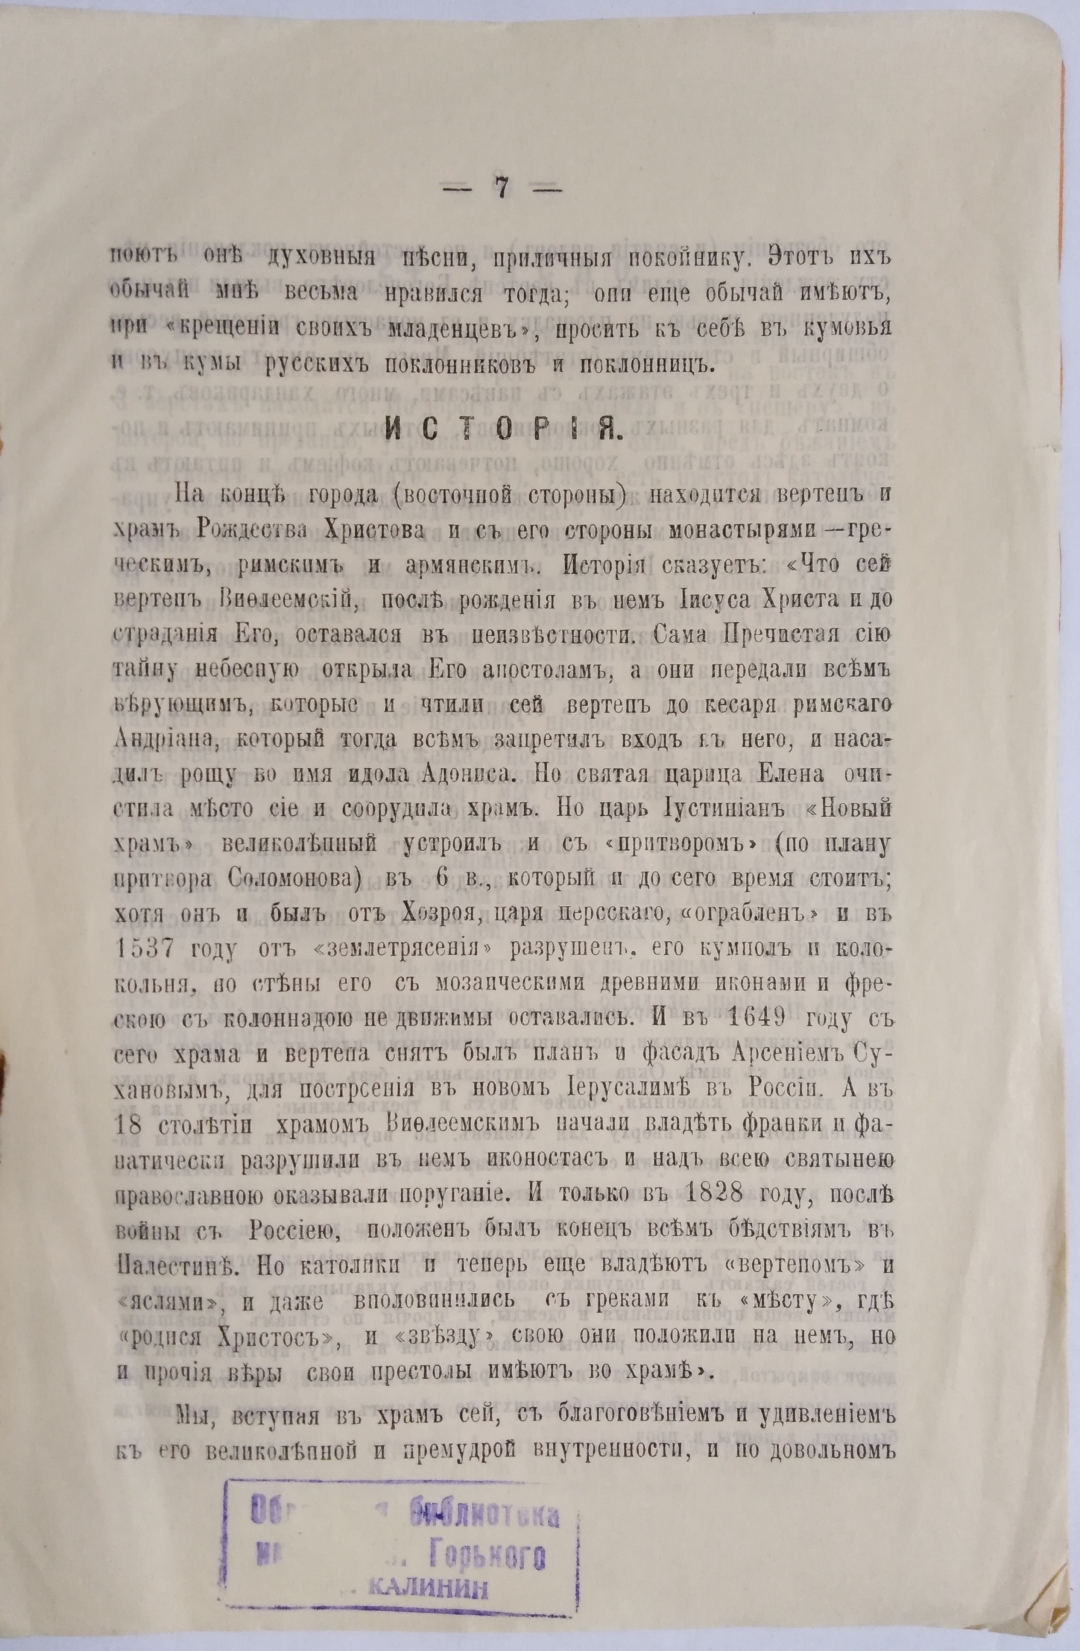 — 7 —
поютъ онѣ духовныя пѣсни, приличныя покойнику. Этотъ ихъ
обычай мнѣ весьма нравился тогда; они еще обычай имѣютъ,
при «крещеніи своихъ младенцевъ», просить къ себѣ въ кумовья
и въ кумы русскихъ поклонниковъ и поклонницъ.
ИСТОРІЯ.
На концѣ города (восточной стороны) находится вертепъ и
храмъ Рождества Христова и съ его стороны монастырями—гре-
ческимъ, римскимъ и армянскимъ. Исторія сказуетъ: «Что сей
вертепъ Виѳлеемскій, послѣ рожденія въ немъ Іисуса Христа и до
страданія Его, оставался въ неизвѣстности. Сама Пречистая сію
тайну небесную открыла Его апостоламъ, а они передали всѣмъ
вѣрующимъ, которые и чтили сей вертепъ до кесаря римскаго
Андріана, который тогда всѣмъ запретилъ входъ въ него, и наса-
дилъ рощу во имя идола Адониса. Но святая царица Елена очи-
стила мѣсто сіе и соорудила храмъ. Но царь Іустиніанъ «Новый
храмъ» великолѣпный устроилъ и съ «притворомъ» (по плану
притвора Соломонова) въ 6 в., который и до сего время стоитъ;
хотя онъ и былъ отъ Хозроя, царя персскаго, «ограбленъ» и въ
1537 году отъ «землетрясенія» разрушенъ, его кумполъ и коло-
кольня, но стѣны его съ мозаическими древними иконами и фре-
скою съ колоннадою не движимы оставались. И въ 1649 году съ
сего храма и вертепа снятъ былъ планъ и фасадъ Арсеніемъ Су-
хановымъ, для построенія въ новомъ Іерусалимѣ въ Россіи. А въ
18 столѣтіи храмомъ Виѳлеемскимъ начали владѣть франки и фа-
натически разрушили въ немъ иконостасъ и надъ всею святынею
православною оказывали поруганіе. И только въ 1828 году, послѣ
войны съ Россіею, положенъ былъ конецъ всѣмъ бѣдствіямъ въ
Палестинѣ. Но католики и теперь еще владѣютъ «вертепомъ» и
«яслями», и даже вполовинились съ греками къ «мѣсту», гдѣ
«родися Христосъ», и «звѣзду» свою они положили на немъ, но
и прочія вѣры свои престолы имѣютъ во храмѣ».
Мы, вступая въ храмъ сей, съ благоговѣніемъ и удивленіемъ
къ его великолѣпной и премудрой внутренности, и по довольномъ
библиотека
Горького
КАЛИНИН